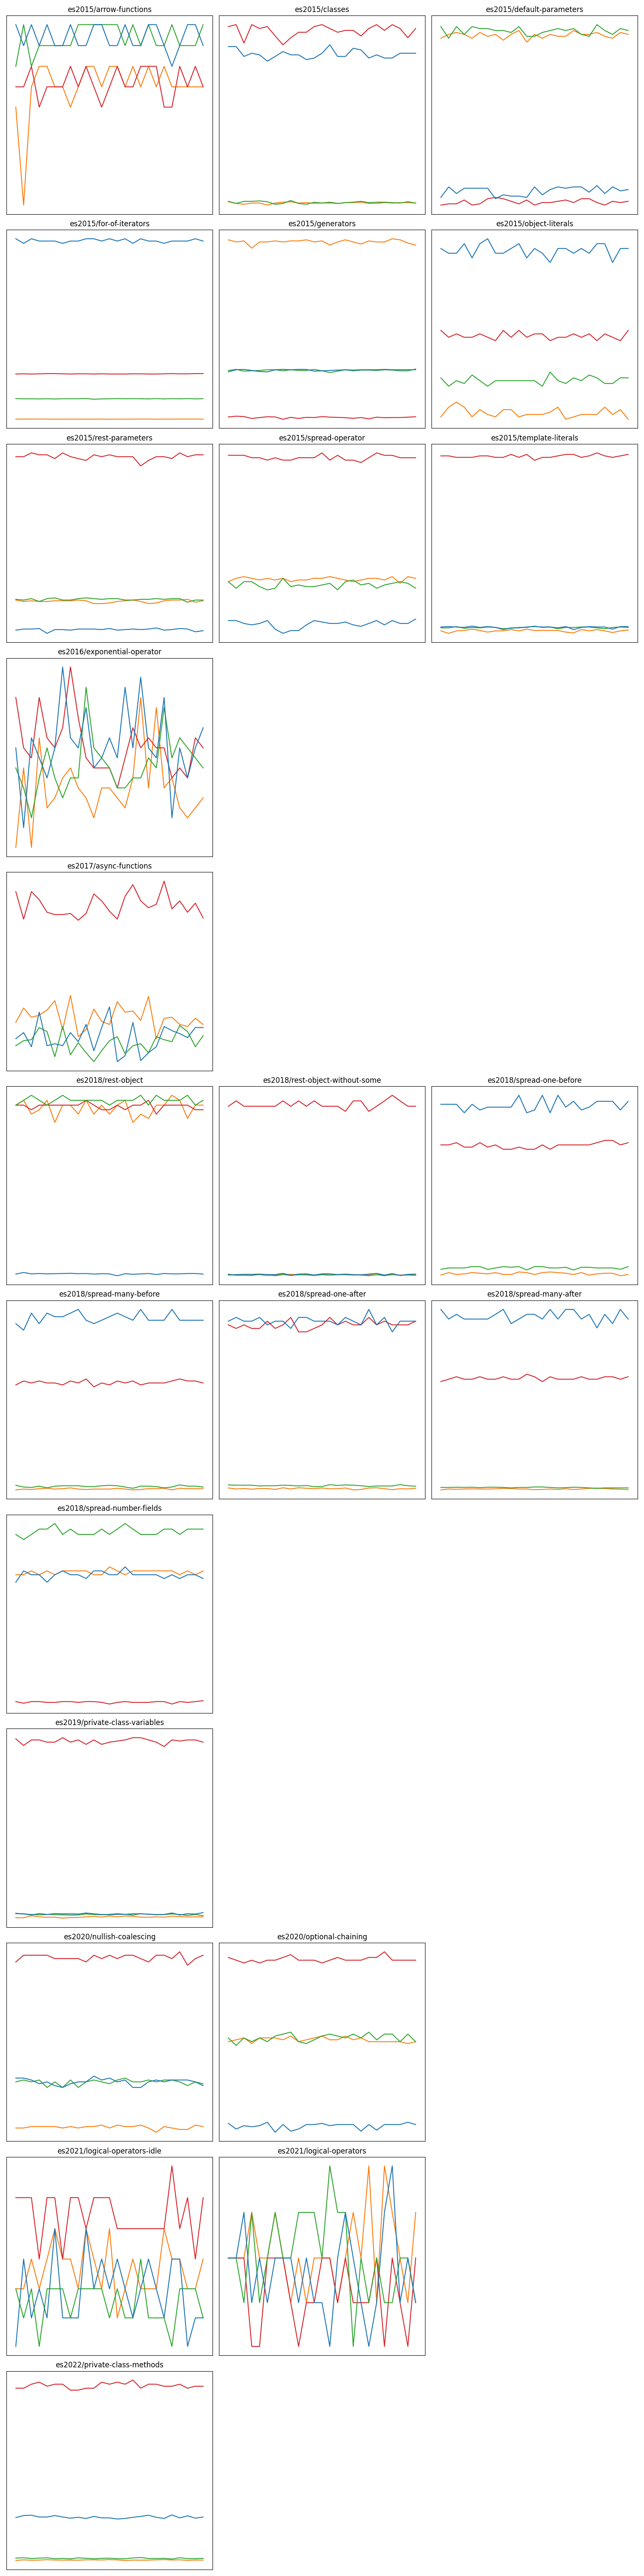 es2015/arrow-functions
es2015/classes
es2015/default-parameters
es2015/for-of-iterators
es2015/generators
es2015/object-literals
es2015/rest-parameters
es2015/spread-operator
es2015/template-literals
es2016/exponential-operator
es2017/async-functions
es2018/rest-object
es2018/rest-object-without-some
es2018/spread-one-before
es2018/spread-many-before
es2018/spread-one-after
es2018/spread-many-after
es2018/spread-number-fields
es2019/private-class-variables
es2020/nullish-coalescing
es2020/optional-chaining
es2021/logical-operators-idle
es2021/logical-operators
es2022/private-class-methods